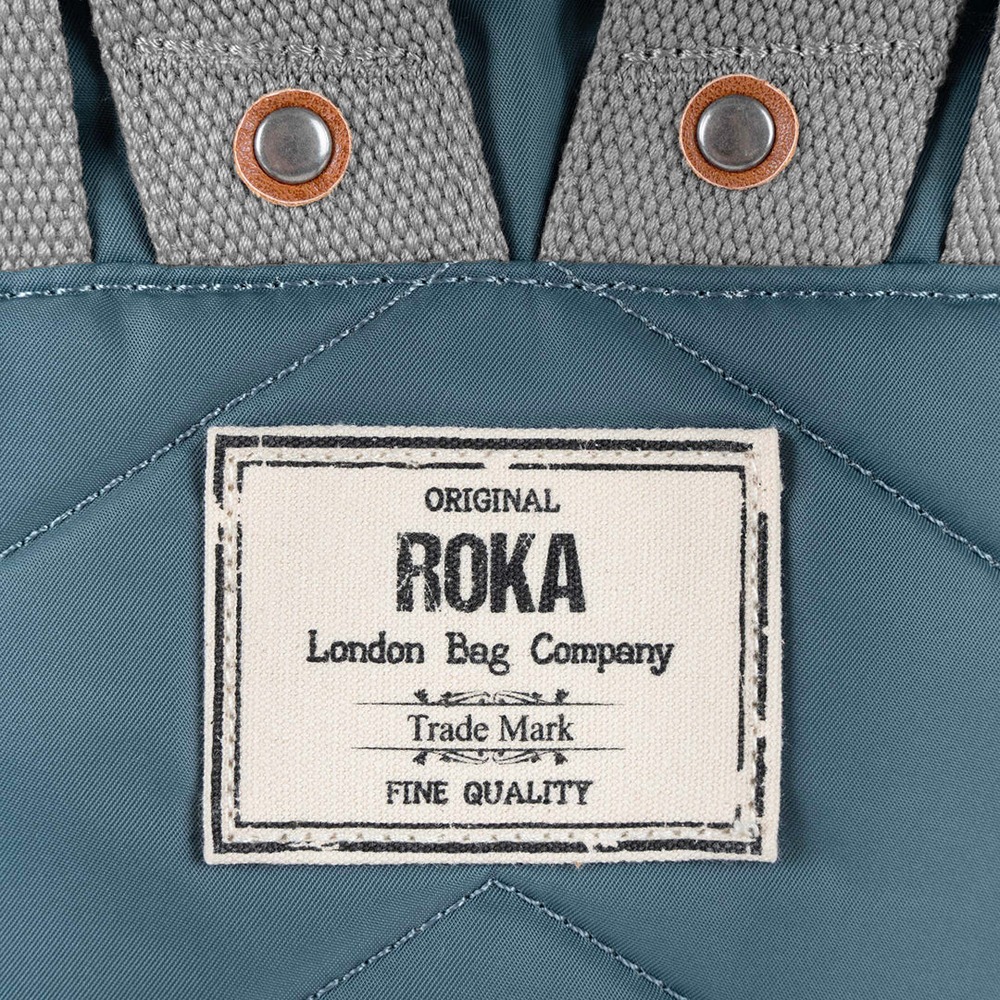 ORIGINAL
ROKA
London Bag Company
Trade Mark
FINE QUALITY